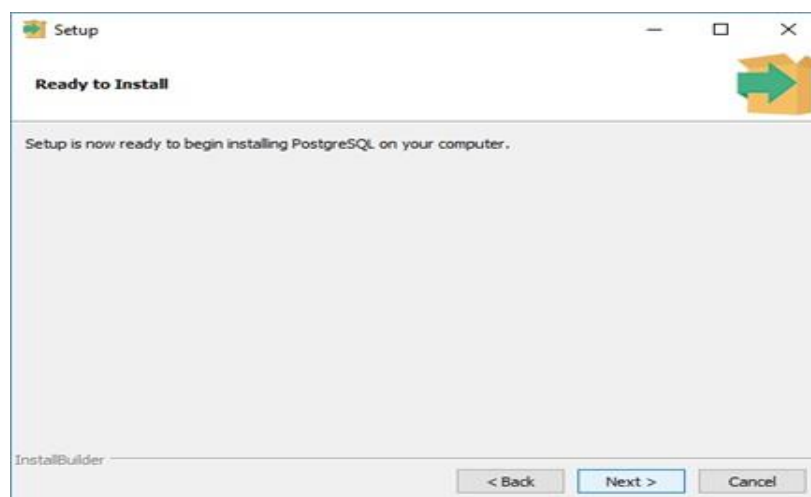 Setup
Ready to Install
Setup is now ready to begin installing PostgreSQL on your computer.
InstallBuilder
< Back
Next >
Cancel